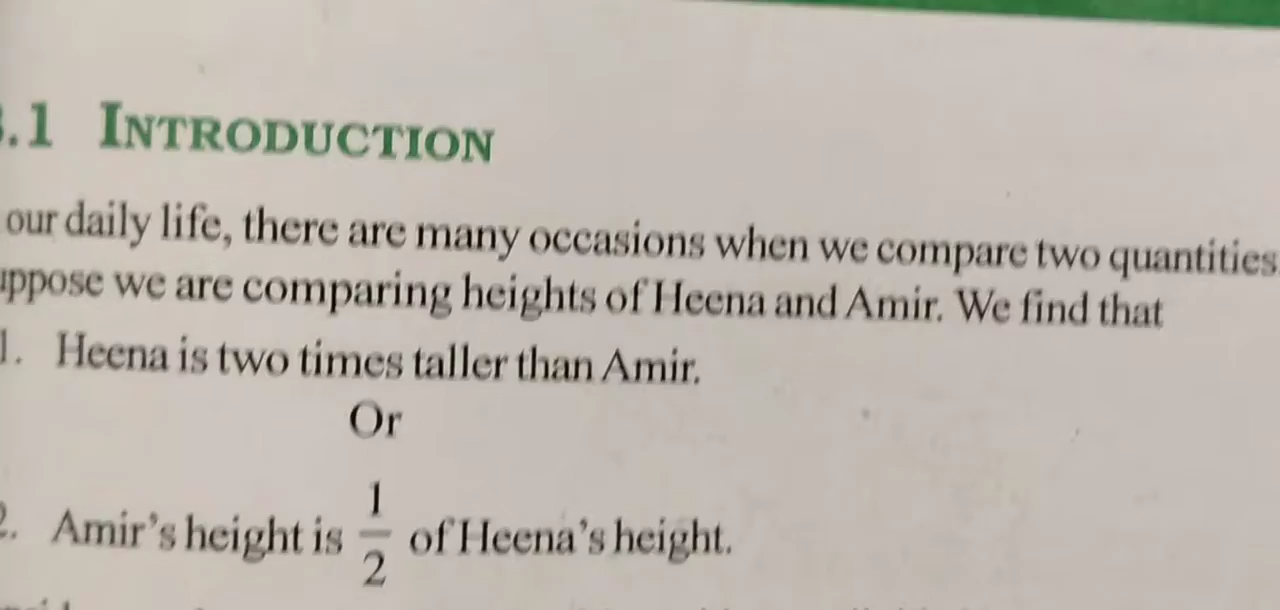 .1 INTRODUCTION
our daily life, there are many occasions when we compare two quantities
uppose we are comparing heights of Heena and Amir. We find that
1. Heena is two times taller than Amir.
Or
2. Amir's height is 1/2 of Heena's height.